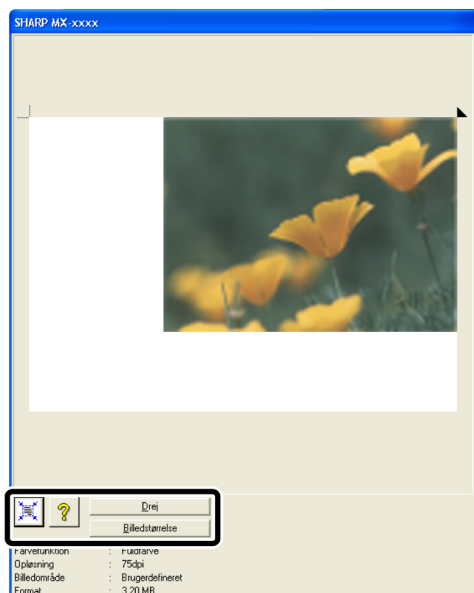 SHARP MX-xxxx
?
Drej
Billedstørrelse
Farvefunktion : Fuldfarve
Opløsning : 75dpi
Billedområde : Brugerdefineret
Format : 3.20 MB